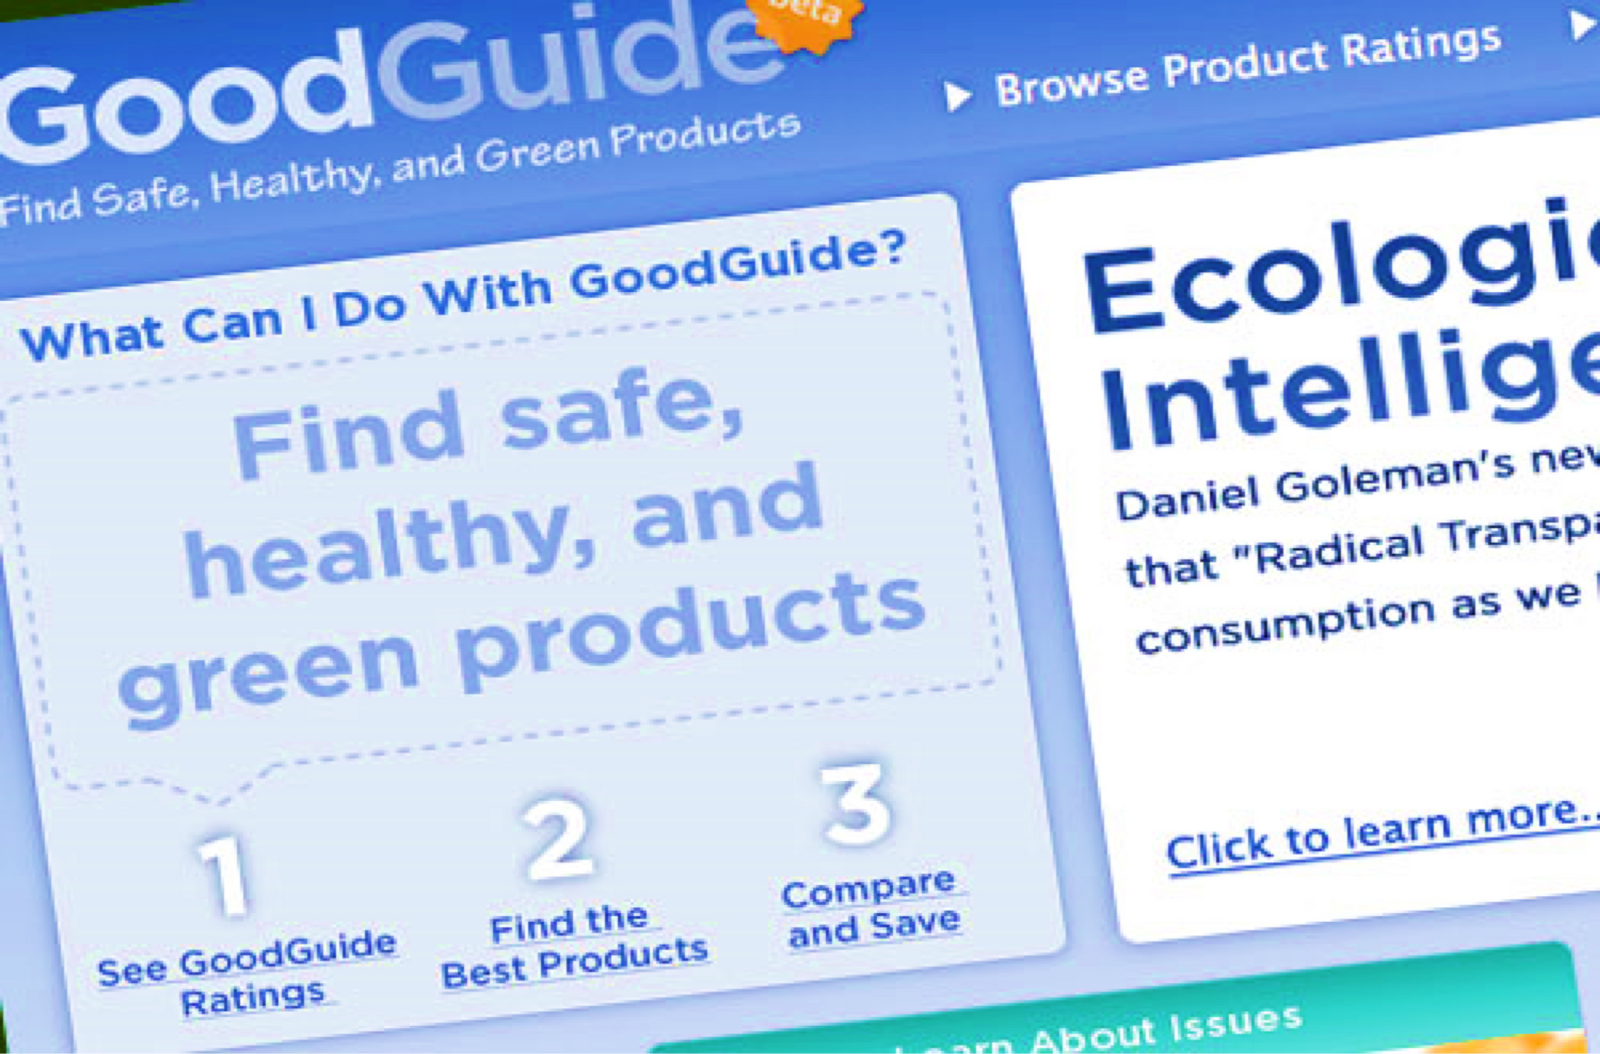 GoodGuide
beta
Find Safe, Healthy, and Green Products
Browse Product Ratings
What Can I Do With GoodGuide?
Find safe,
healthy, and
green products
1
See GoodGuide
Ratings
2
Find the
Best Products
3
Compare
and Save
Daniel Goleman's
that "Radical
consumption as we
Click to learn more...
About Issues